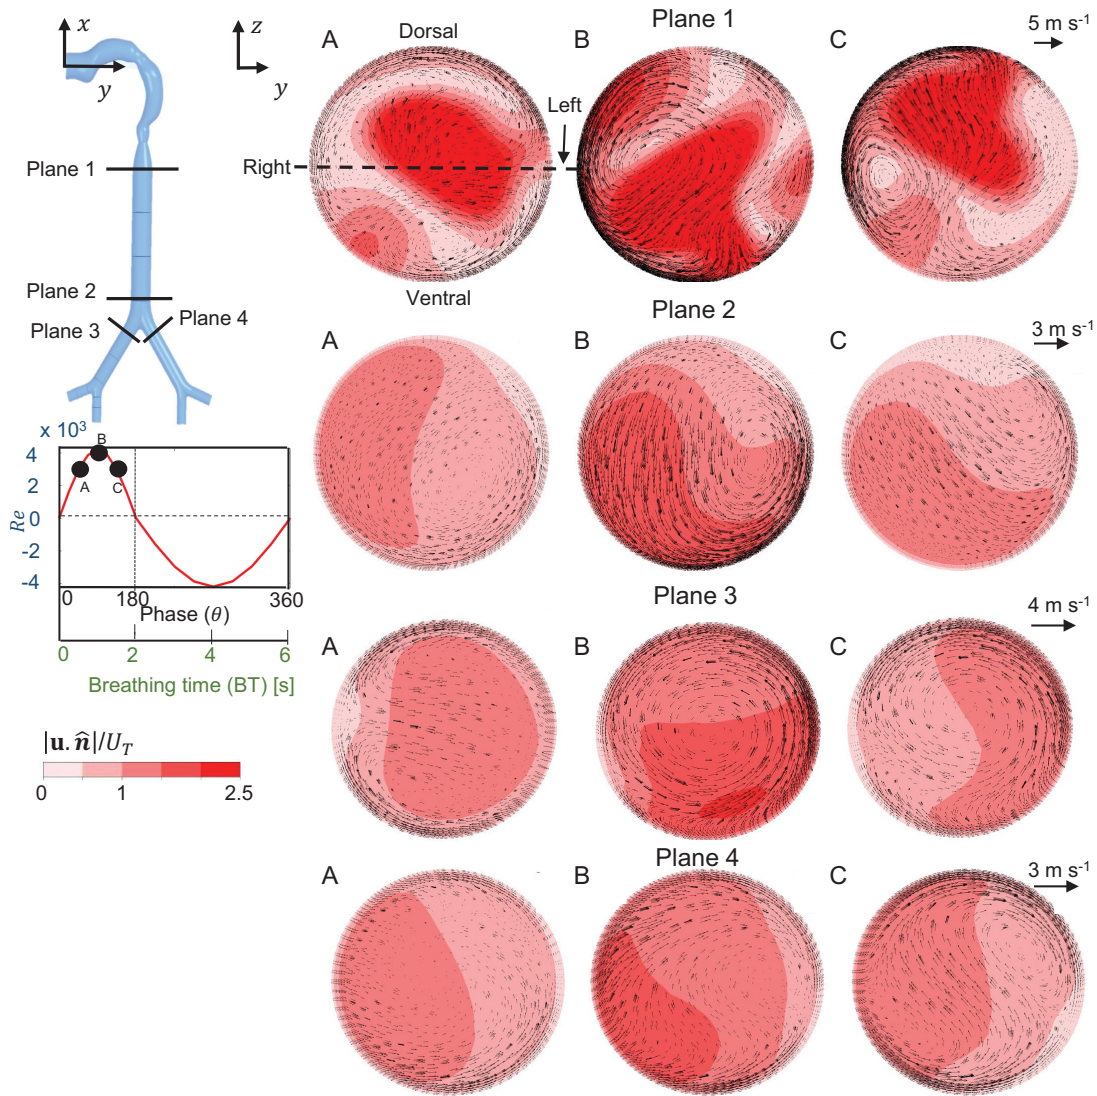 x
y
z
y
Plane 1
Plane 2
Plane 3
Plane 4
x 10³
4
2
0
-2
-4
Re
A
B
C
0
180
360
Phase (θ)
0
2
4
6
Breathing time (BT) [s]
|u.n̂|/U_T
0
1
2.5
Plane 1
A
B
C
5 m s⁻¹
Dorsal
Left
Right
Ventral
Plane 2
A
B
C
3 m s⁻¹
Plane 3
A
B
C
4 m s⁻¹
Plane 4
A
B
C
3 m s⁻¹